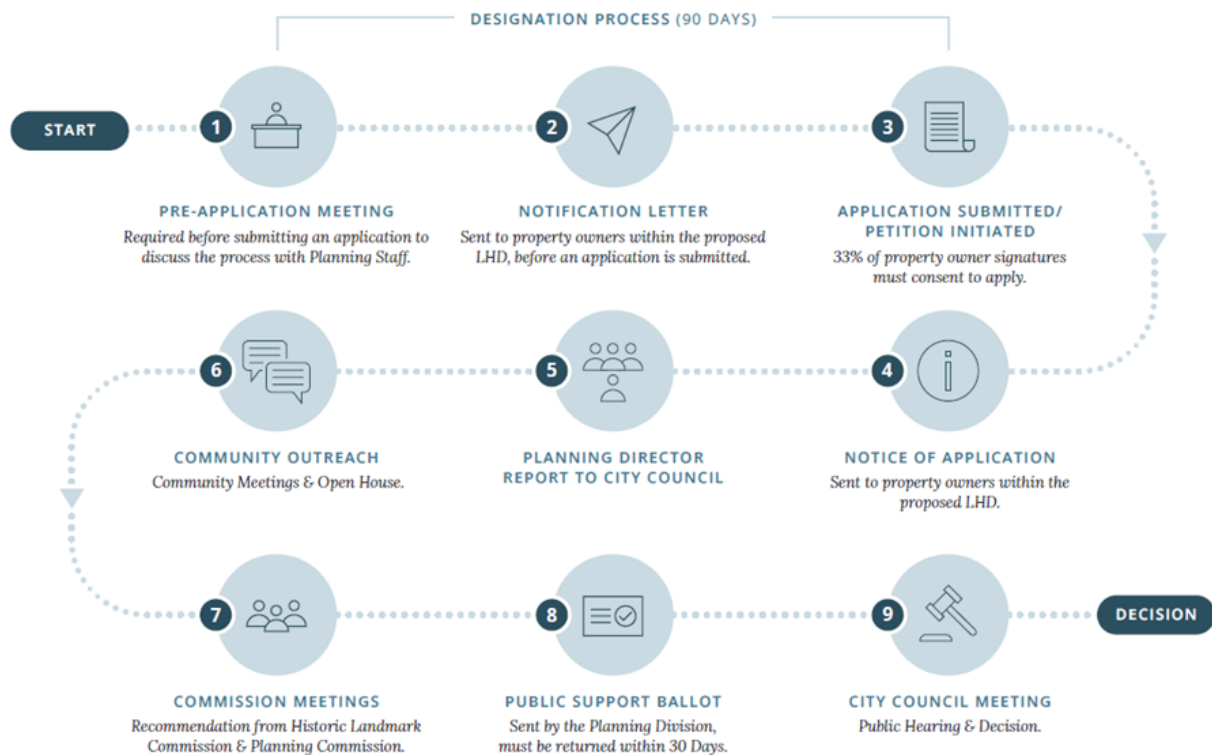 DESIGNATION PROCESS (90 DAYS)
START
1
2
3
PRE-APPLICATION MEETING
Required before submitting an application to
discuss the process with Planning Staff.
NOTIFICATION LETTER
Sent to property owners within the proposed
LHD, before an application is submitted.
APPLICATION SUBMITTED/
PETITION INITIATED
33% of property owner signatures
must consent to apply.
4
NOTICE OF APPLICATION
Sent to property owners within the
proposed LHD.
5
PLANNING DIRECTOR
REPORT TO CITY COUNCIL
6
COMMUNITY OUTREACH
Community Meetings & Open House.
7
COMMISSION MEETINGS
Recommendation from Historic Landmark
Commission & Planning Commission.
8
PUBLIC SUPPORT BALLOT
Sent by the Planning Division,
must be returned within 30 Days.
9
CITY COUNCIL MEETING
Public Hearing & Decision.
DECISION